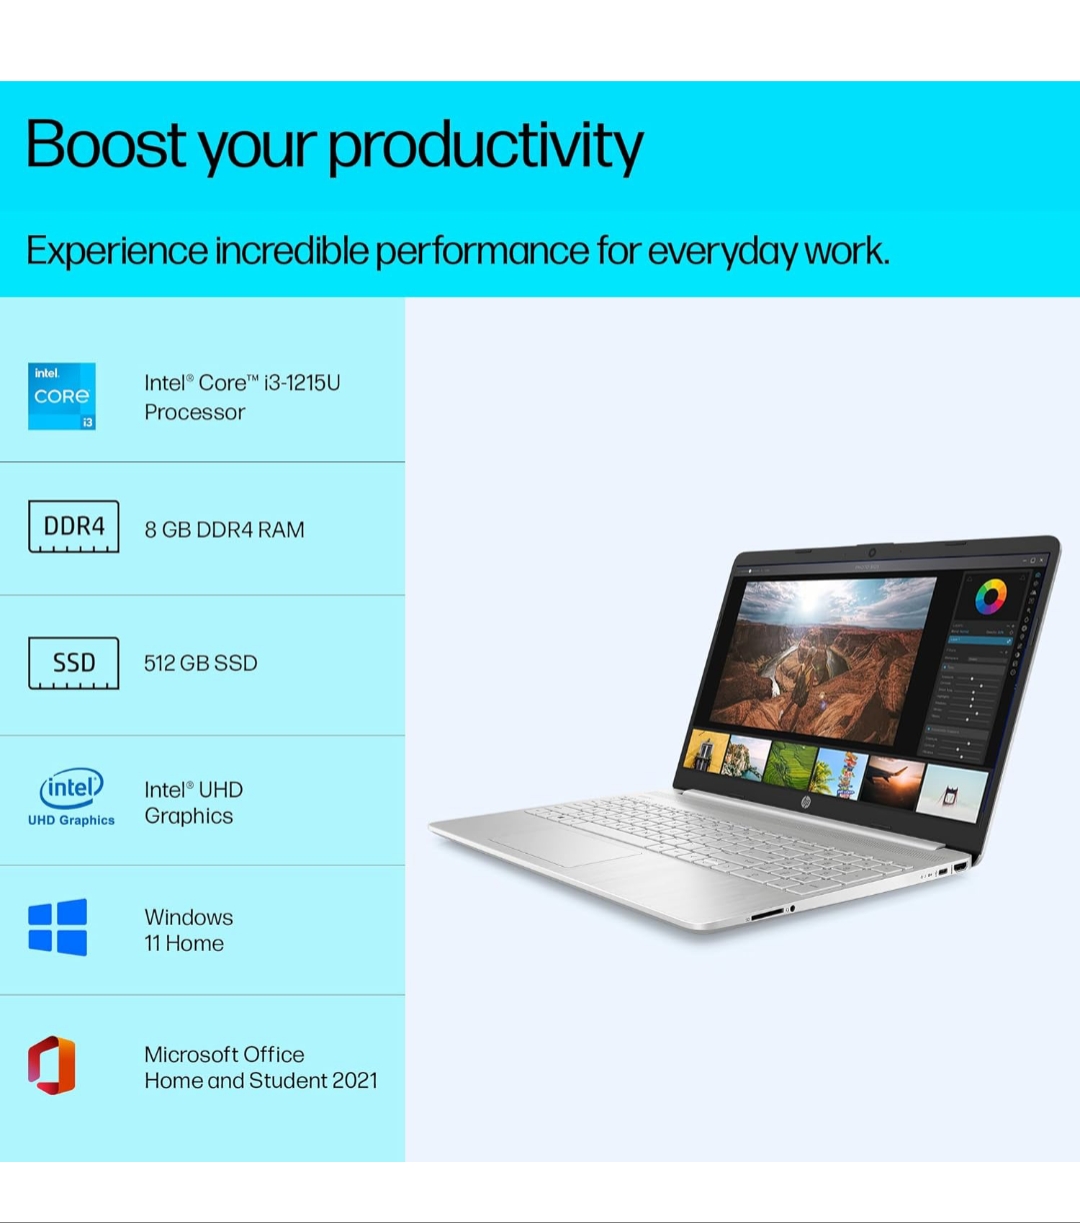 Boost your productivity
Experience incredible performance for everyday work.
intel.
CORE
i3
Intel® Core™ i3-1215U
Processor
DDR4
8 GB DDR4 RAM
SSD
512 GB SSD
intel
UHD Graphics
Intel® UHD
Graphics
Windows
11 Home
Microsoft Office
Home and Student 2021
hp